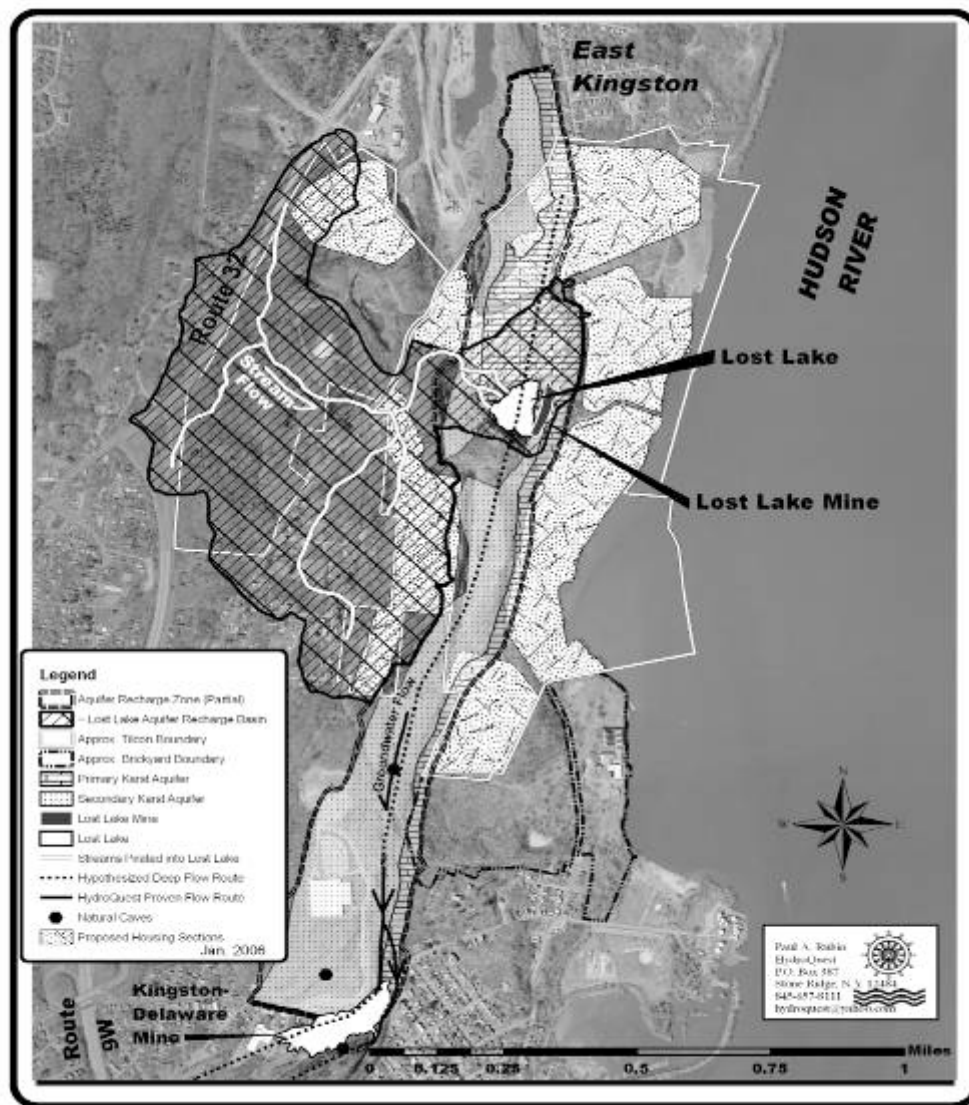 East
Kingston
HUDSON
RIVER
Route 32
Stream
Flow
Lost Lake
Lost Lake Mine
Groundwater Flow
Legend
Aquifer Recharge Zone (Partial)
Lost Lake Aquifer Recharge Basin
Approx. Tilcon Boundary
Approx. Brickyard Boundary
Primary Karst Aquifer
Secondary Karst Aquifer
Lost Lake Mine
Lost Lake
Streams Pirated into Lost Lake
Hypothesized Deep Flow Route
HydroQuest Proven Flow Route
Natural Caves
Proposed Housing Sections
Jan. 2006
N
W E
S
Paul A. Rubin
HydroQuest
P.O. Box 387
Stone Ridge, N.Y. 12484
845-657-8111
hydroquest@yahoo.com
Kingston-
Delaware
Mine
Route
9W
Miles
0 0.125 0.25 0.5 0.75 1